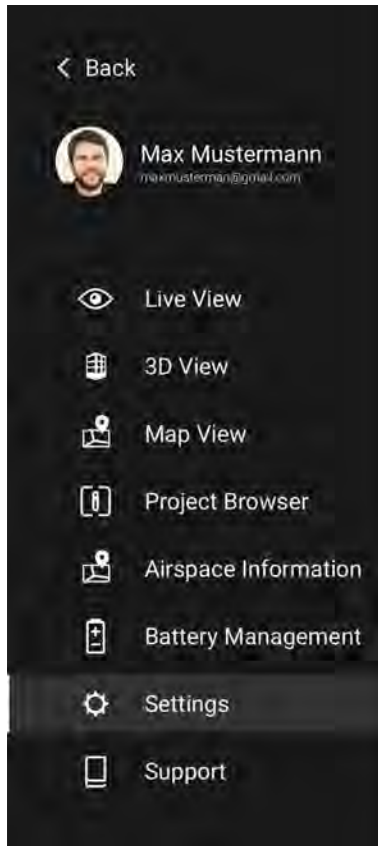 Back
Max Mustermann
maxmusterman@gmail.com
Live View
3D View
Map View
Project Browser
Airspace Information
Battery Management
Settings
Support